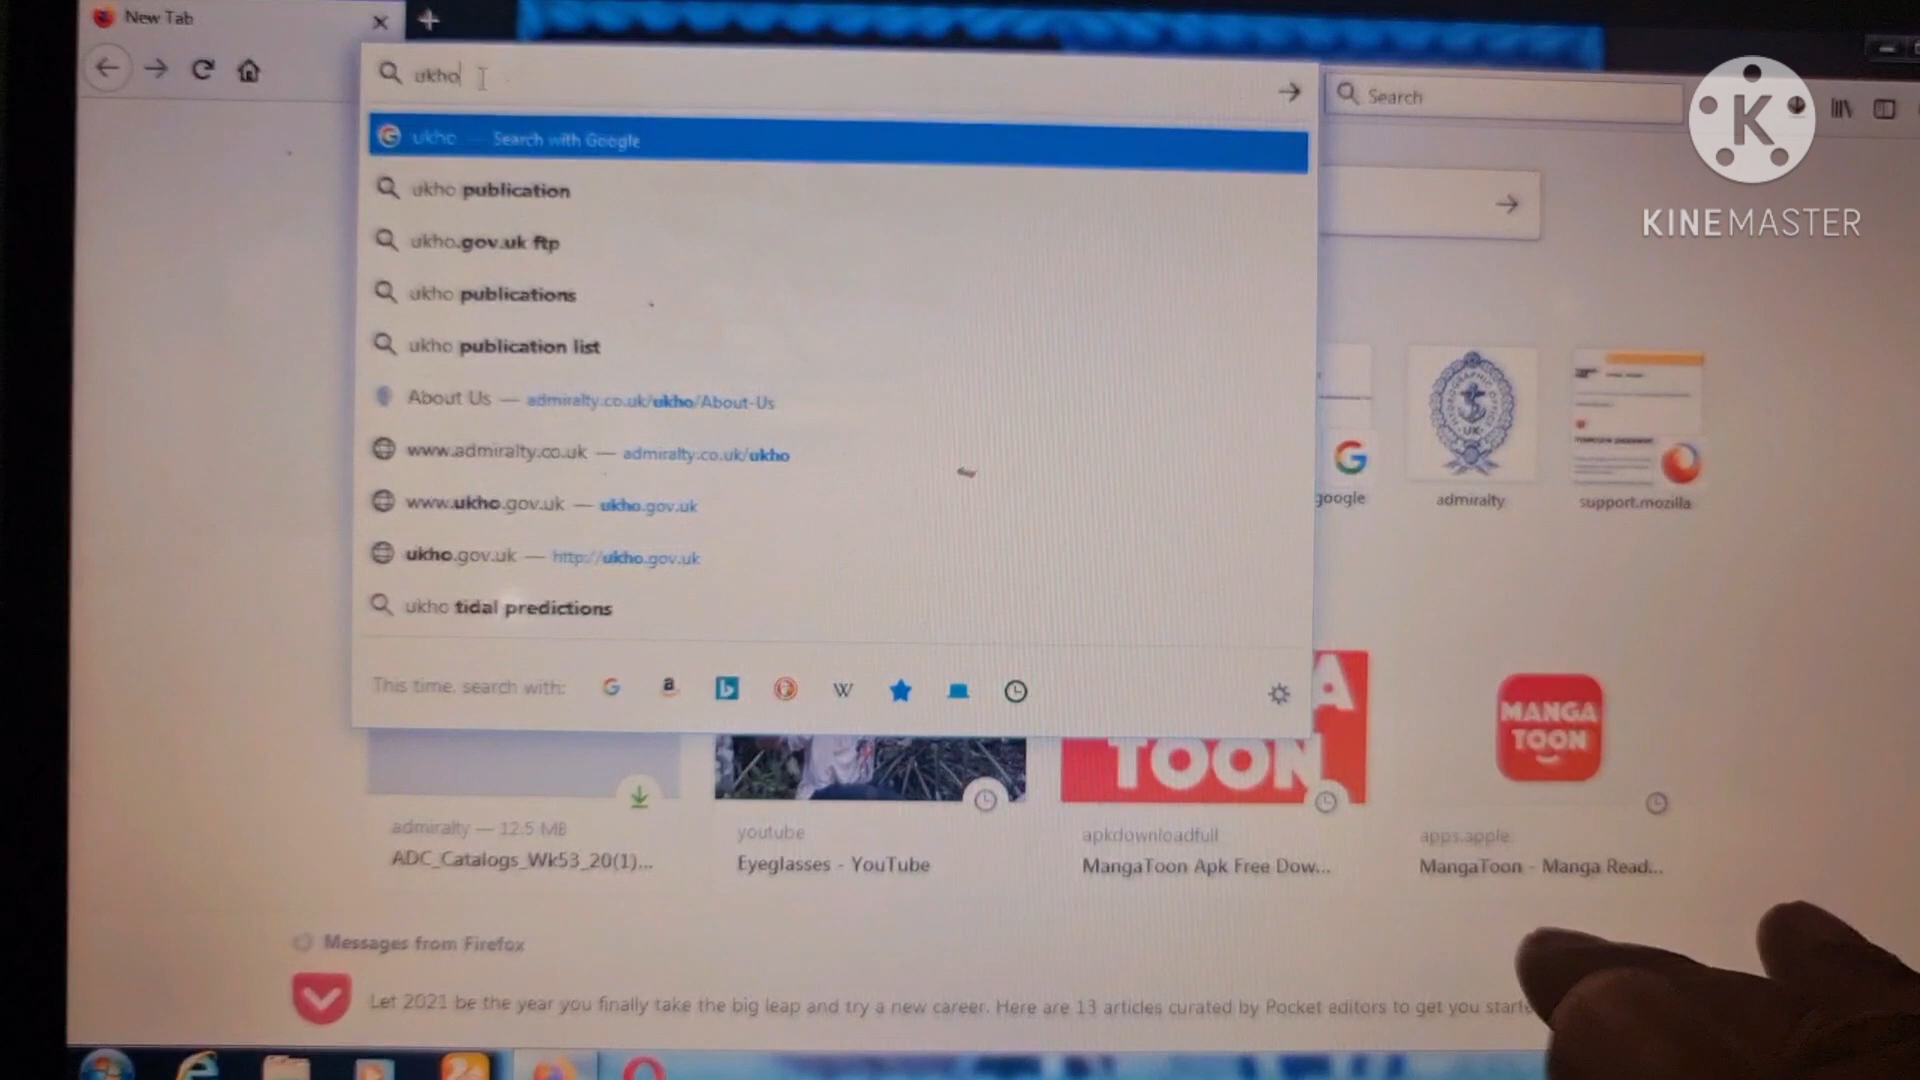 New Tab
ukho
Search
ukho — Search with Google
ukho publication
ukho.gov.uk ftp
ukho publications
ukho publication list
About Us — admiralty.co.uk/ukho/About-Us
www.admiralty.co.uk — admiralty.co.uk/ukho
www.ukho.gov.uk — ukho.gov.uk
ukho.gov.uk — http://ukho.gov.uk
ukho tidal predictions
This time, search with:
K
KINEMASTER
HYDROGRAPHIC OFFICE
UK
google
admiralty
support.mozilla
A
TOON
MANGA
TOON
admiralty — 12.5 MB
ADC_Catalogs_Wk53_20(1)...
youtube
Eyeglasses - YouTube
apkdownloadfull
MangaToon Apk Free Dow...
apps.apple
MangaToon - Manga Read...
Messages from Firefox
Let 2021 be the year you finally take the big leap and try a new career. Here are 13 articles curated by Pocket editors to get you